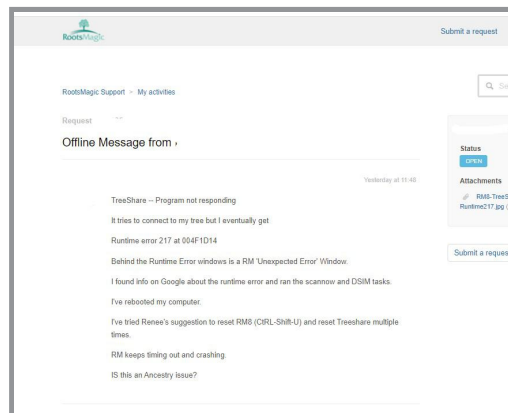 RootsMagic
Submit a request
RootsMagic Support > My activities
Request
Offline Message from ›
Yesterday at 11:48
TreeShare -- Program not responding
It tries to connect to my tree but I eventually get
Runtime error 217 at 004F1D14
Behind the Runtime Error windows is a RM 'Unexpected Error' Window.
I found info on Google about the runtime error and ran the scannow and DSIM tasks.
I've rebooted my computer.
I've tried Renee's suggestion to reset RM8 (CtRL-Shift-U) and reset Treeshare multiple
times.
RM keeps timing out and crashing.
IS this an Ancestry issue?
Status
OPEN
Attachments
RM8-TreeS
Runtime217.jpg (
Submit a reques